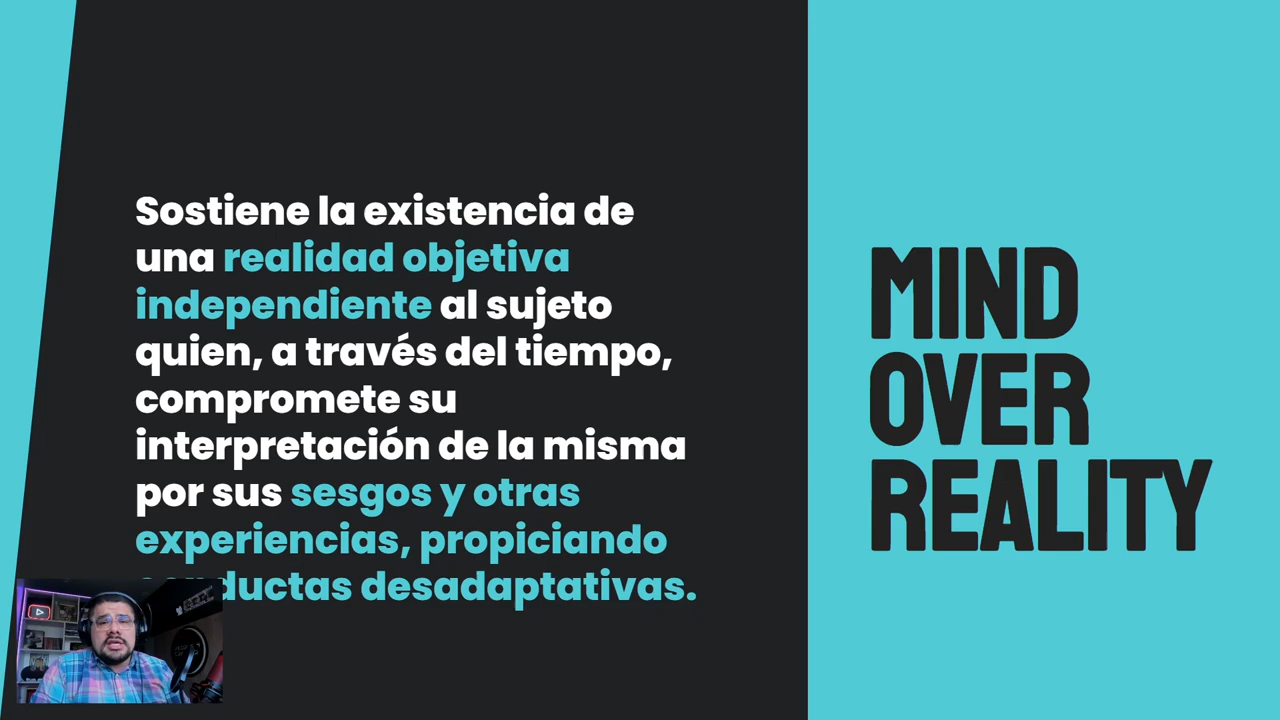 Sostiene la existencia de
una realidad objetiva
independiente al sujeto
quien, a través del tiempo,
compromete su
interpretación de la misma
por sus sesgos y otras
experiencias, propiciando
conductas desadaptativas.
MIND
OVER
REALITY